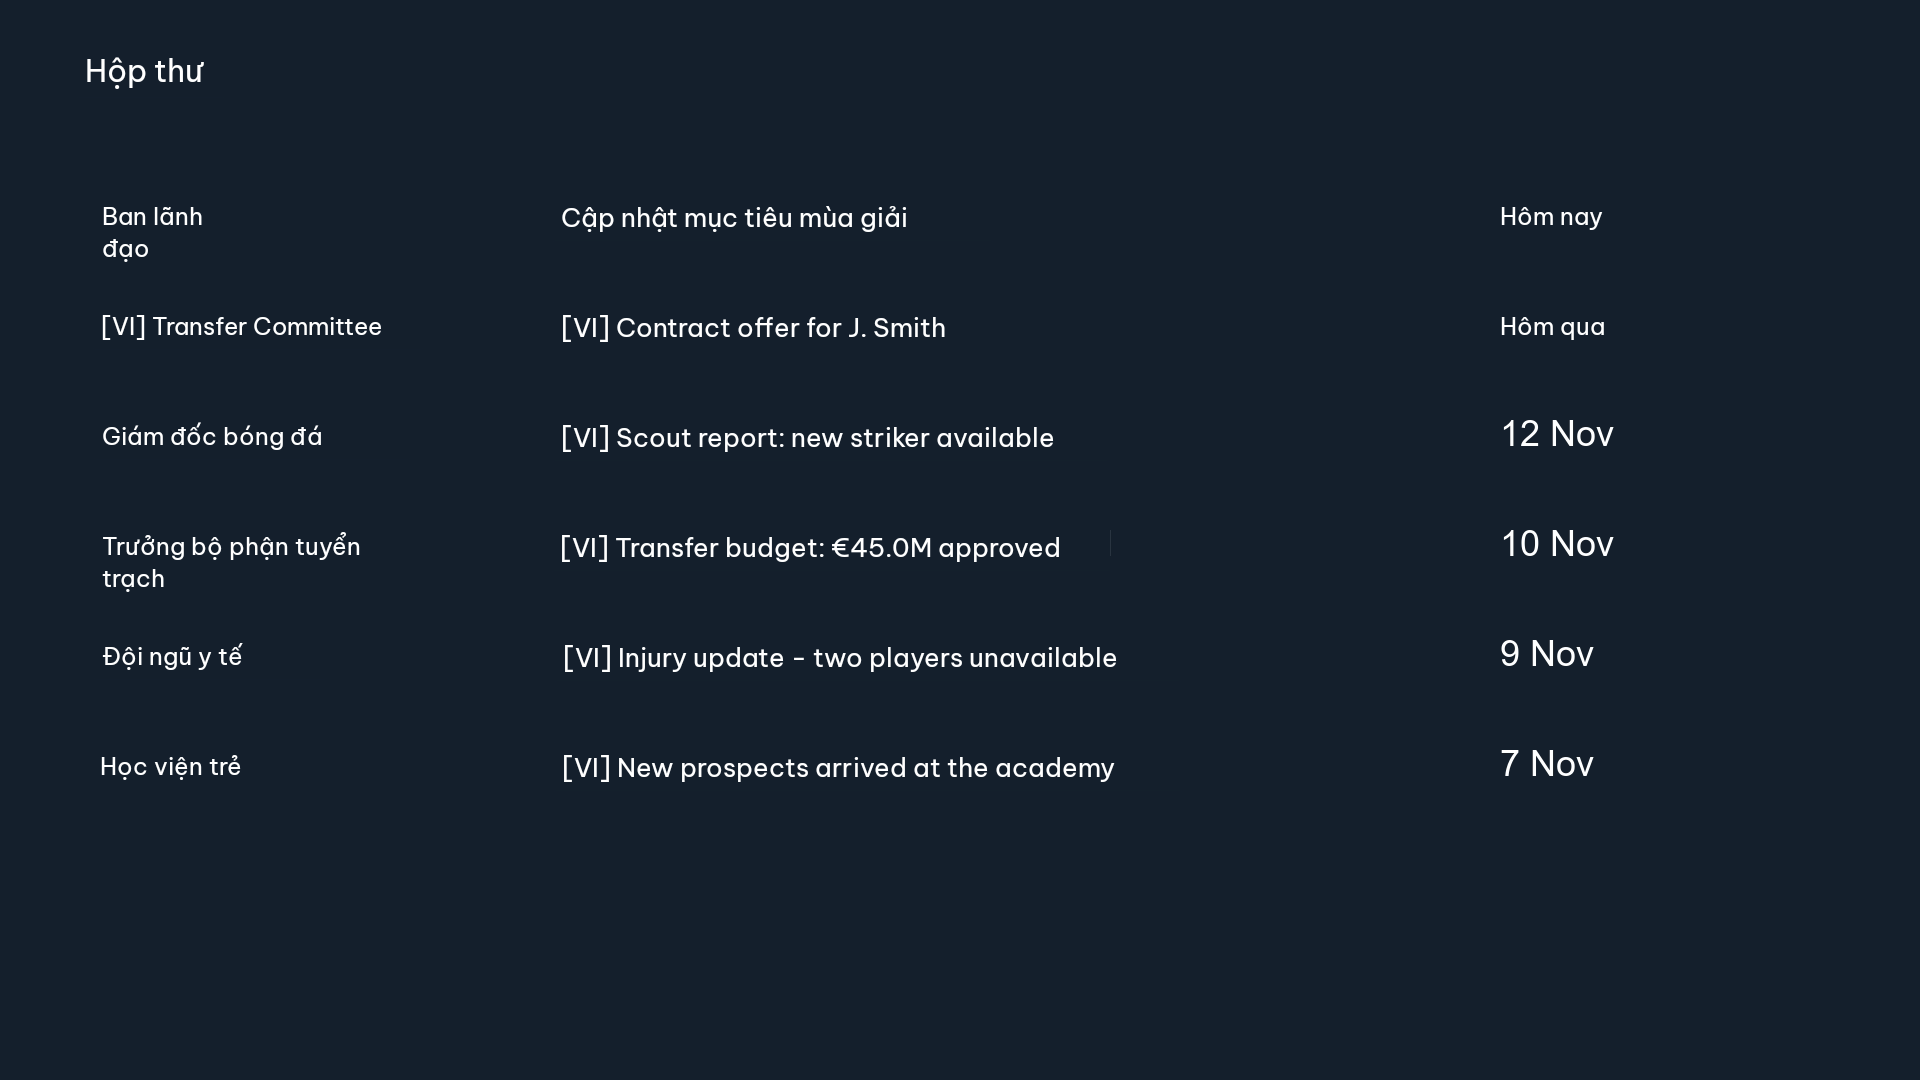 Hộp thư
Ban lãnh
đạo
Cập nhật mục tiêu mùa giải
Hôm nay
[VI] Transfer Committee
[VI] Contract offer for J. Smith
Hôm qua
Giám đốc bóng đá
[VI] Scout report: new striker available
12 Nov
Trưởng bộ phận tuyển
trạch
[VI] Transfer budget: €45.0M approved
10 Nov
Đội ngũ y tế
[VI] Injury update - two players unavailable
9 Nov
Học viện trẻ
[VI] New prospects arrived at the academy
7 Nov